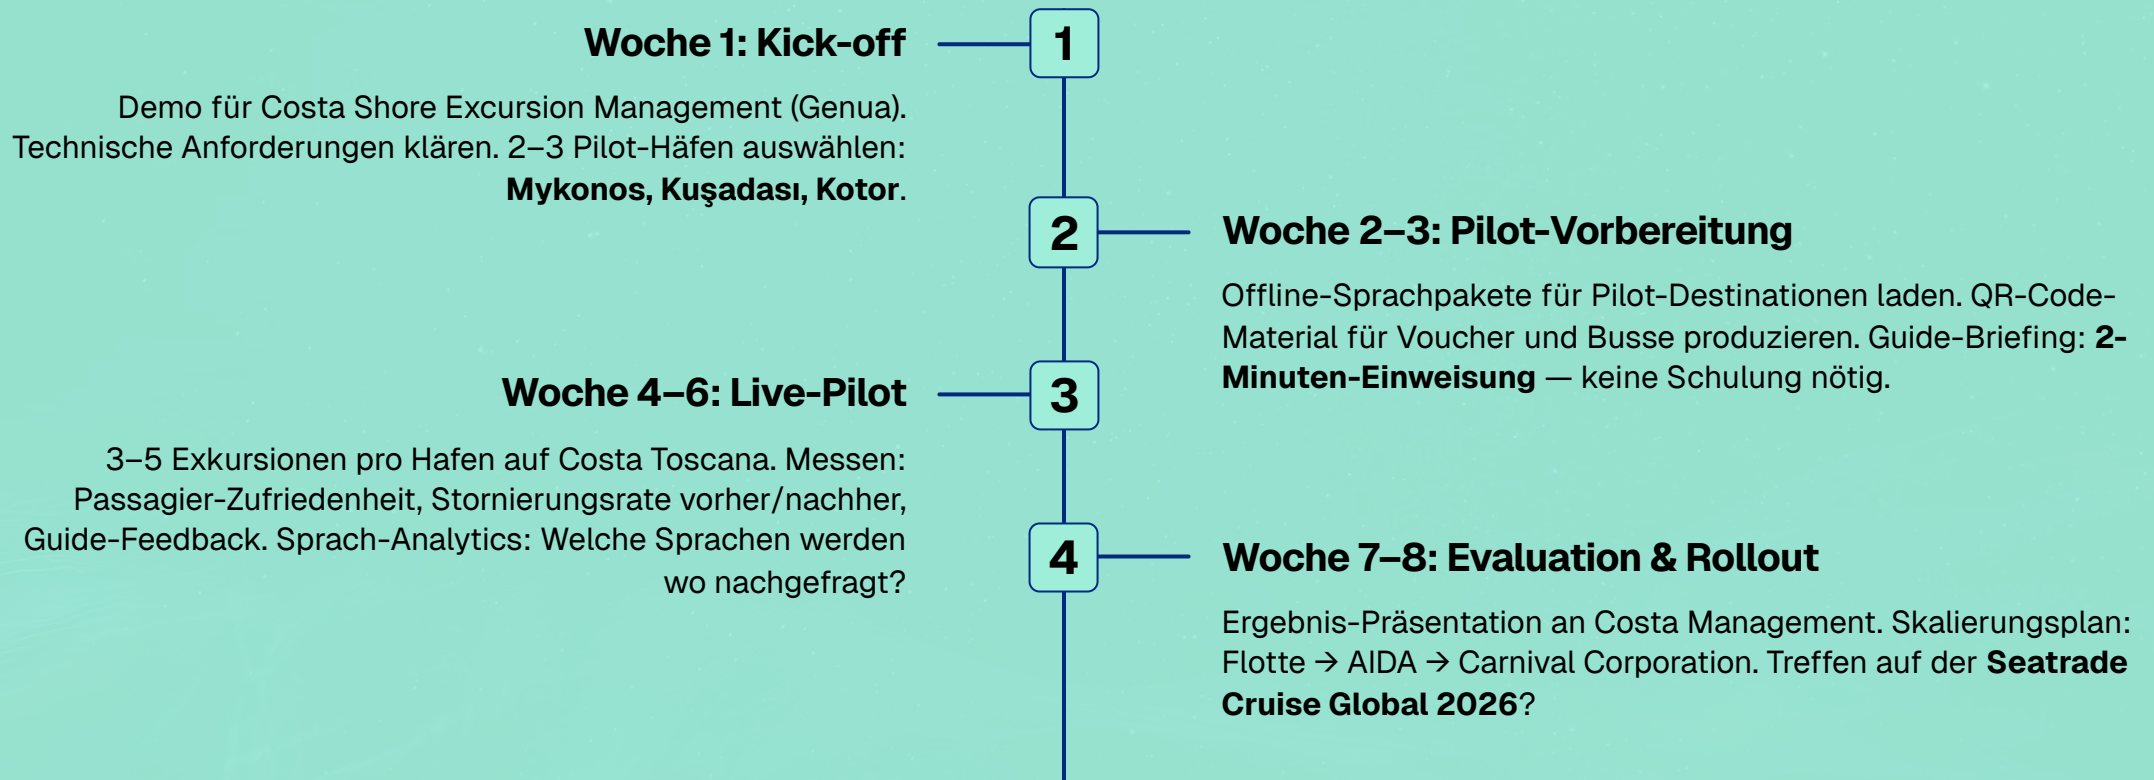 Woche 1: Kick-off
1
Demo für Costa Shore Excursion Management (Genua).
Technische Anforderungen klären. 2–3 Pilot-Häfen auswählen:
Mykonos, Kuşadası, Kotor.
2
Woche 2–3: Pilot-Vorbereitung
Offline-Sprachpakete für Pilot-Destinationen laden. QR-Code-
Material für Voucher und Busse produzieren. Guide-Briefing: 2-
Minuten-Einweisung — keine Schulung nötig.
Woche 4–6: Live-Pilot
3
3–5 Exkursionen pro Hafen auf Costa Toscana. Messen:
Passagier-Zufriedenheit, Stornierungsrate vorher/nachher,
Guide-Feedback. Sprach-Analytics: Welche Sprachen werden
wo nachgefragt?
4
Woche 7–8: Evaluation & Rollout
Ergebnis-Präsentation an Costa Management. Skalierungsplan:
Flotte → AIDA → Carnival Corporation. Treffen auf der Seatrade
Cruise Global 2026?